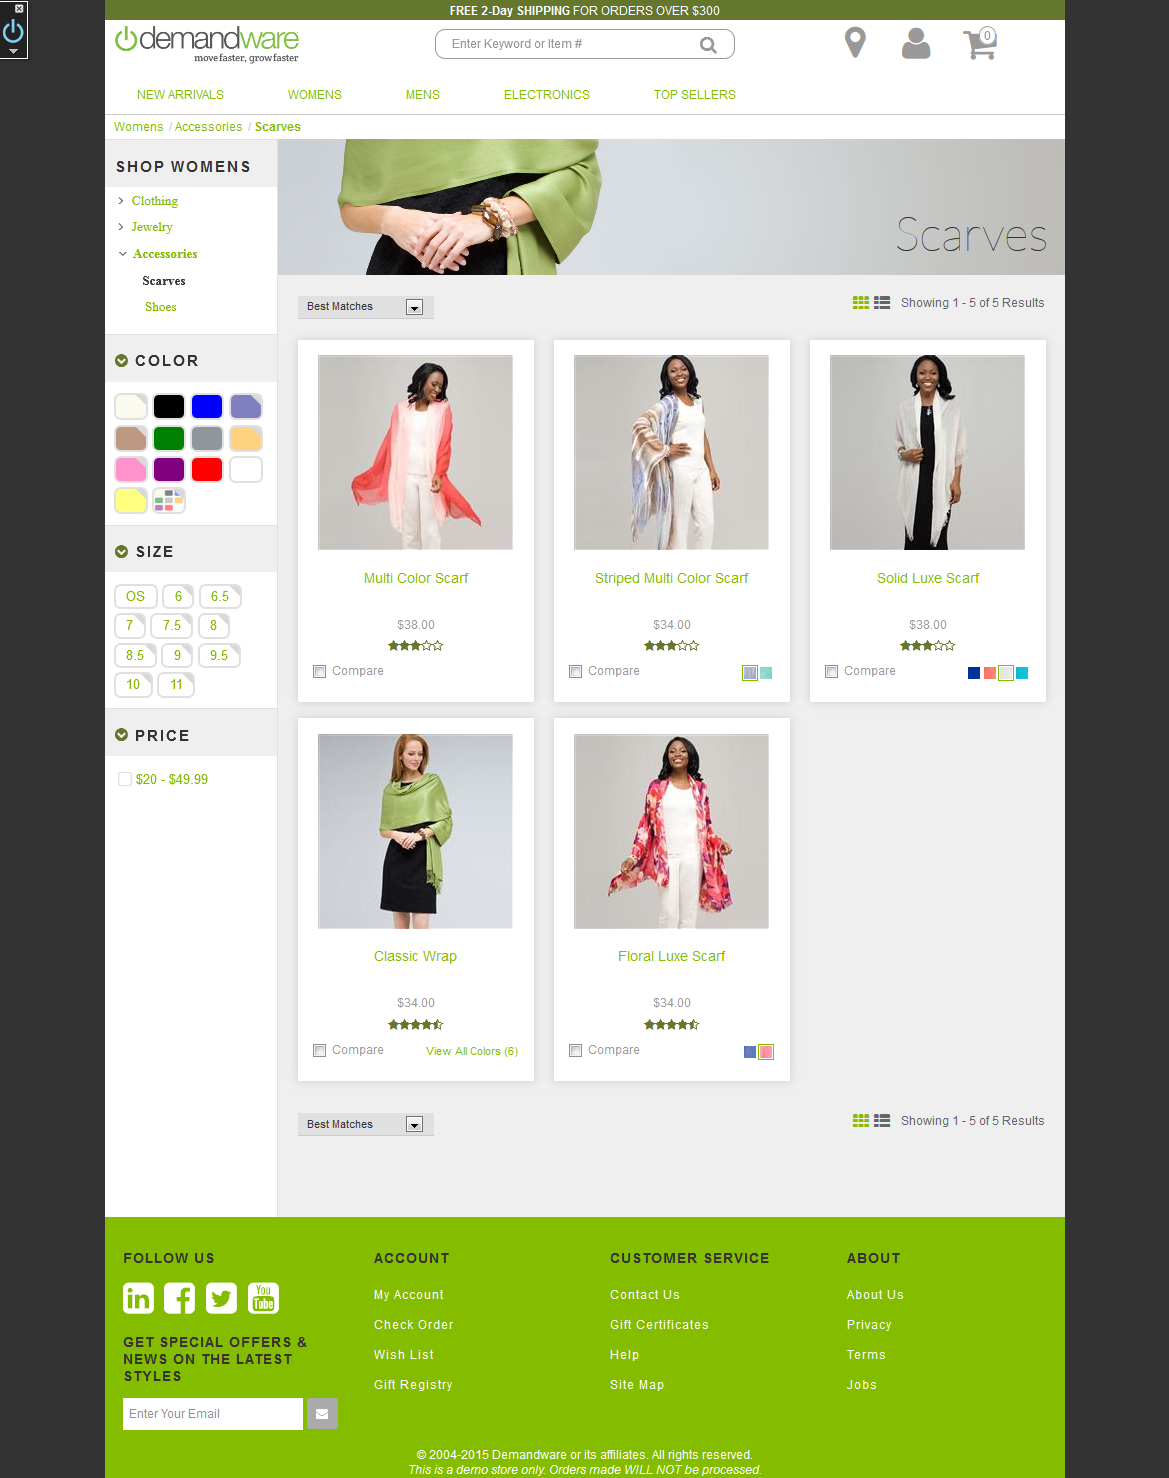 FREE 2-Day SHIPPING FOR ORDERS OVER $300
demandware
move faster, grow faster
Enter Keyword or Item #
0
NEW ARRIVALS WOMENS MENS ELECTRONICS TOP SELLERS
Womens / Accessories / Scarves
SHOP WOMENS
Clothing
Jewelry
Accessories
Scarves
Shoes
COLOR
SIZE
OS 6 6.5
7 7.5 8
8.5 9 9.5
10 11
PRICE
$20 - $49.99
Scarves
Best Matches
Showing 1 - 5 of 5 Results
Multi Color Scarf
$38.00
Compare
Striped Multi Color Scarf
$34.00
Compare
Solid Luxe Scarf
$38.00
Compare
Classic Wrap
$34.00
Compare View All Colors (6)
Floral Luxe Scarf
$34.00
Compare
Best Matches
Showing 1 - 5 of 5 Results
FOLLOW US
in
You
Tube
GET SPECIAL OFFERS &
NEWS ON THE LATEST
STYLES
Enter Your Email
ACCOUNT
My Account
Check Order
Wish List
Gift Registry
CUSTOMER SERVICE
Contact Us
Gift Certificates
Help
Site Map
ABOUT
About Us
Privacy
Terms
Jobs
© 2004-2015 Demandware or its affiliates. All rights reserved.
This is a demo store only. Orders made WILL NOT be processed.